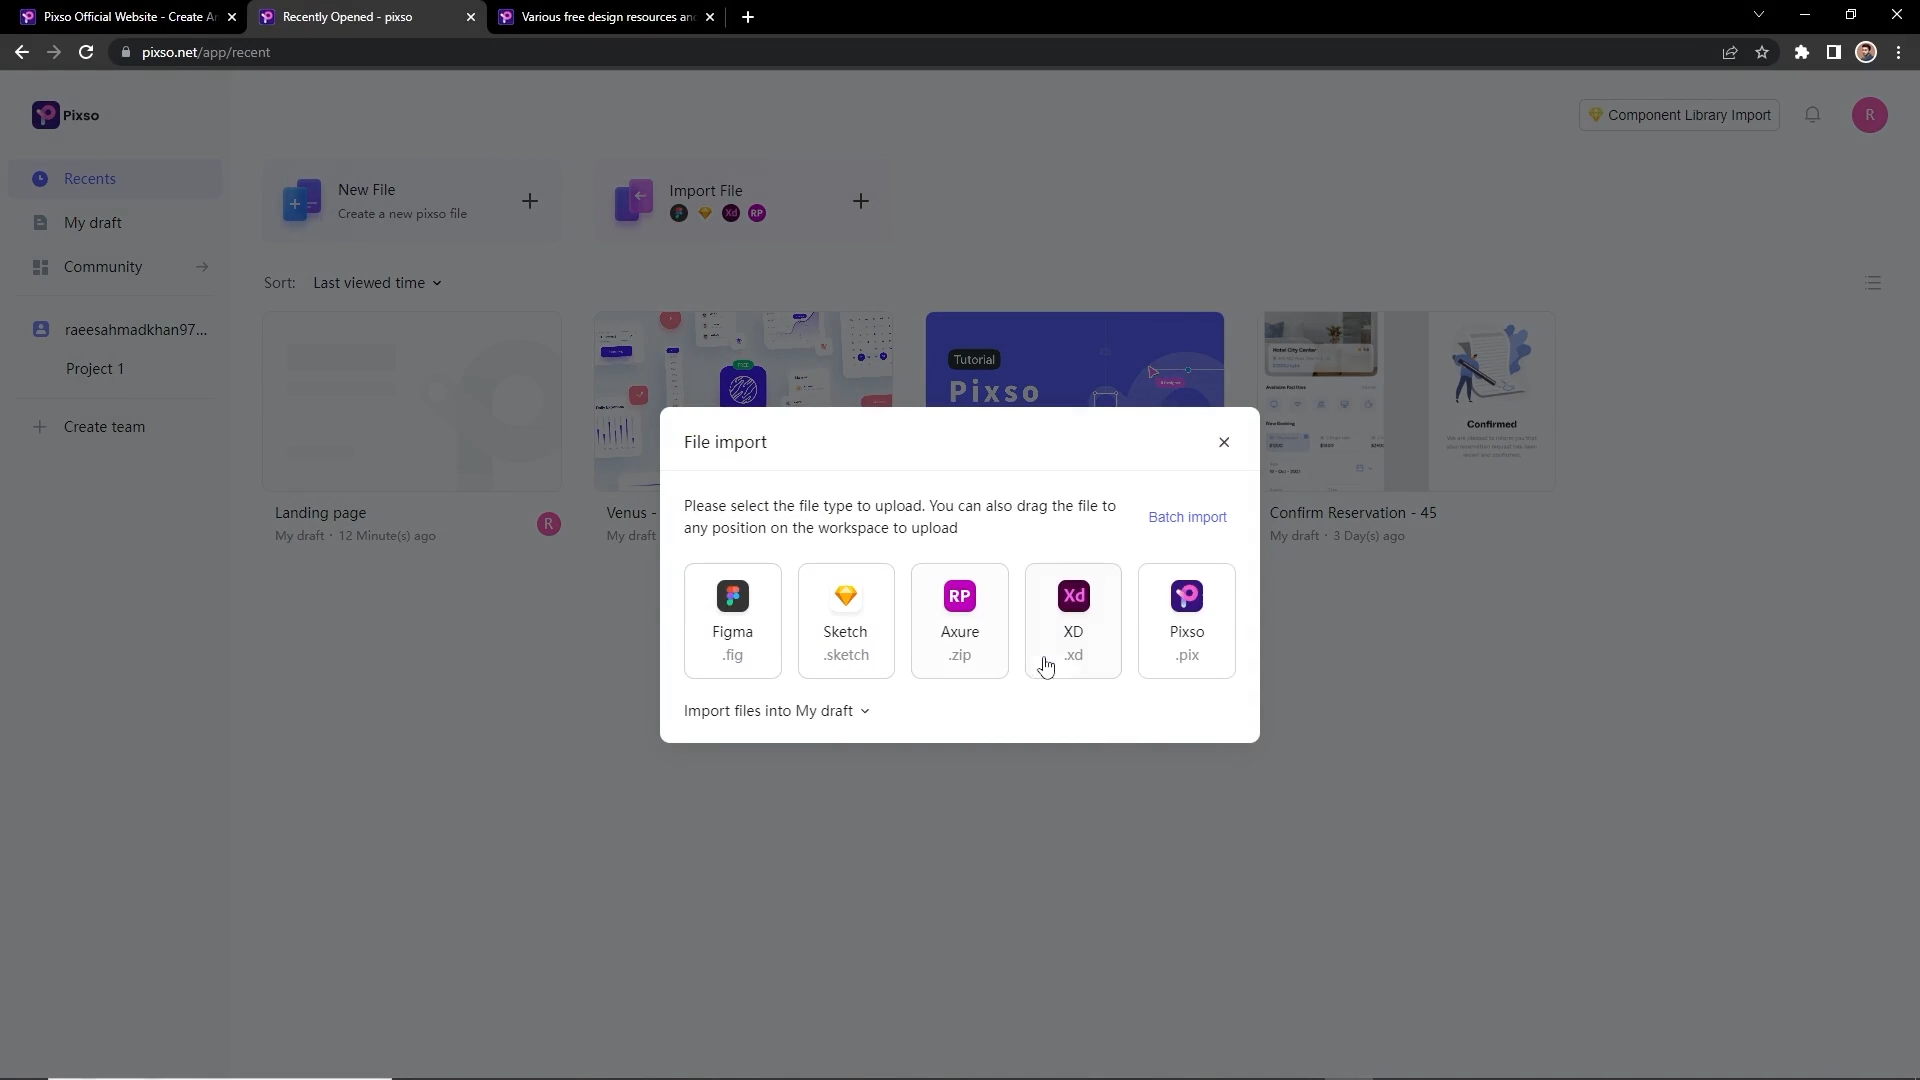 Pixso Official Website - Create Ar
Recently Opened - pixso
Various free design resources and
pixso.net/app/recent
Pixso
Component Library Import
R
Recents
New File
Create a new pixso file
Import File
Xd
RP
My draft
Community
Sort: Last viewed time
raeesahmadkhan97...
Project 1
Create team
Tutorial
Pixso
Hotel City Center
Confirmed
File import
Please select the file type to upload. You can also drag the file to
any position on the workspace to upload
Batch import
Landing page
My draft · 12 Minute(s) ago
R
Venus -
My draft
Confirm Reservation - 45
My draft · 3 Day(s) ago
Figma
.fig
Sketch
.sketch
RP
Axure
.zip
Xd
XD
.xd
Pixso
.pix
Import files into My draft